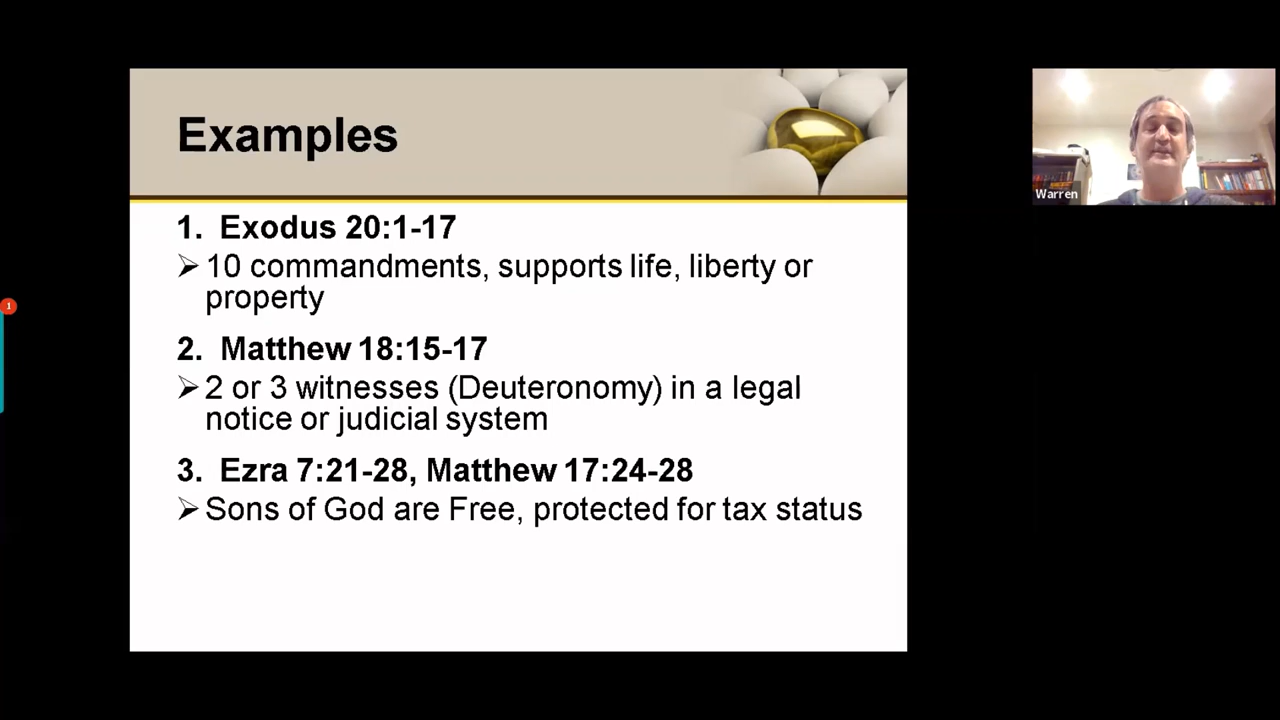 Examples
1. Exodus 20:1-17
➢ 10 commandments, supports life, liberty or
property
2. Matthew 18:15-17
➢ 2 or 3 witnesses (Deuteronomy) in a legal
notice or judicial system
3. Ezra 7:21-28, Matthew 17:24-28
➢ Sons of God are Free, protected for tax status
Warren
1